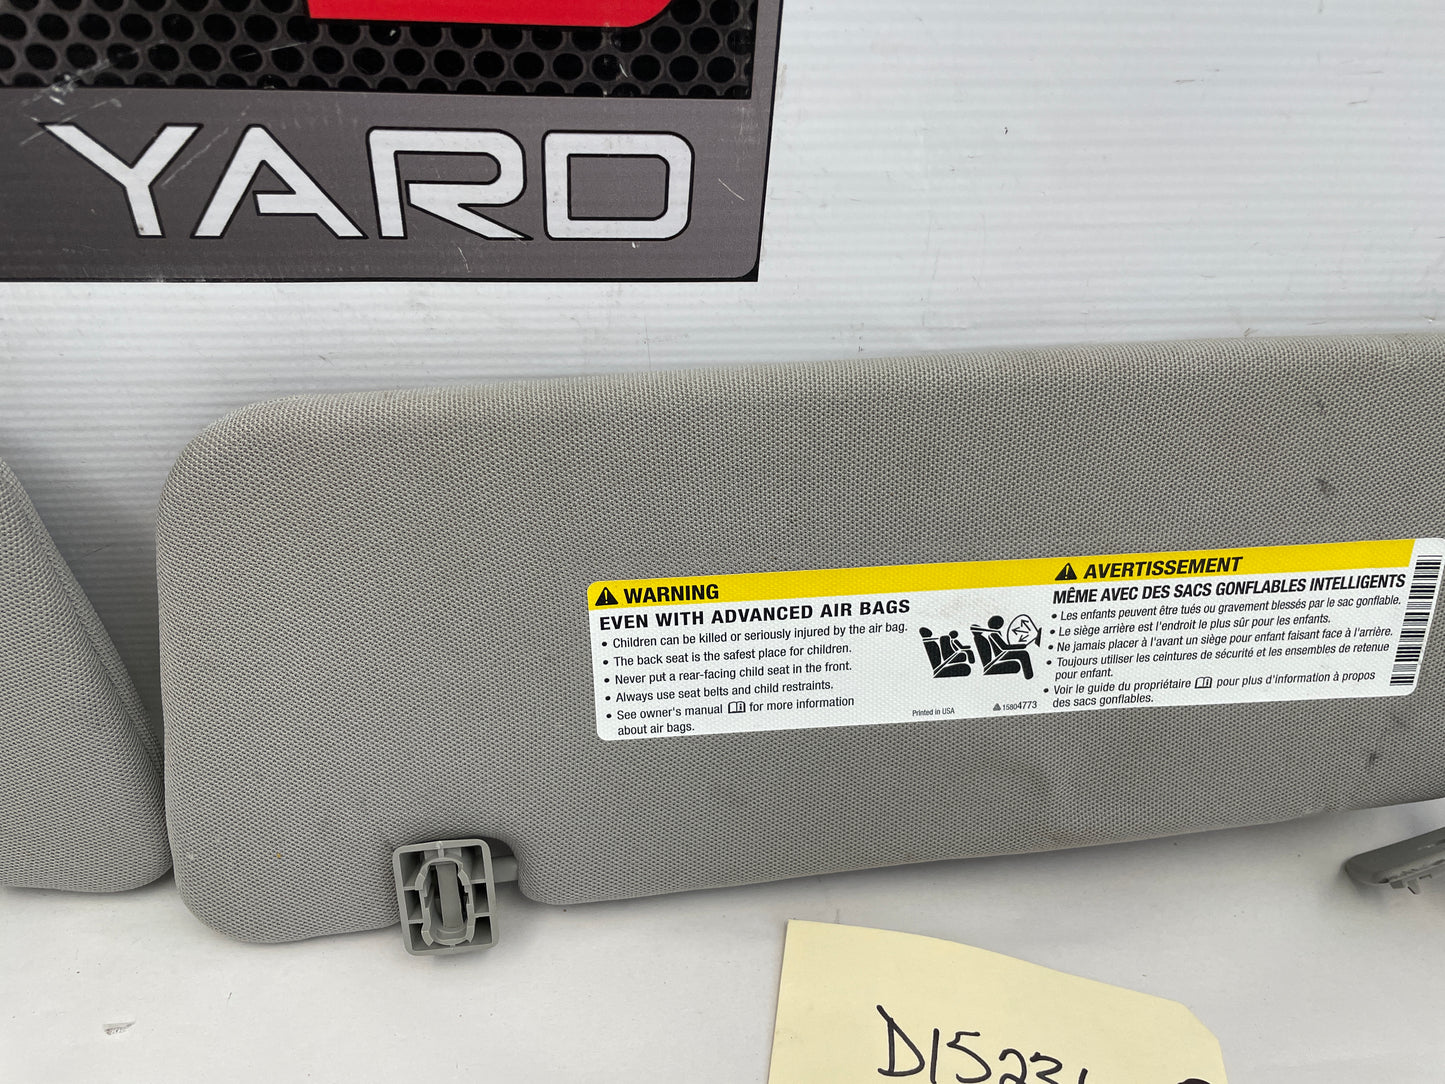 YARD
WARNING
EVEN WITH ADVANCED AIR BAGS
• Children can be killed or seriously injured by the air bag.
• The back seat is the safest place for children.
• Never put a rear-facing child seat in the front.
• Always use seat belts and child restraints.
• See owner's manual for more information
about air bags.
Printed in USA
15804773
AVERTISSEMENT
MÊME AVEC DES SACS GONFLABLES INTELLIGENTS
• Les enfants peuvent être tués ou gravement blessés par le sac gonflable.
• Le siège arrière est l'endroit le plus sûr pour les enfants.
• Ne jamais placer à l'avant un siège pour enfant faisant face à l'arrière.
• Toujours utiliser les ceintures de sécurité et les ensembles de retenue
pour enfant.
• Voir le guide du propriétaire pour plus d'information à propos
des sacs gonflables.